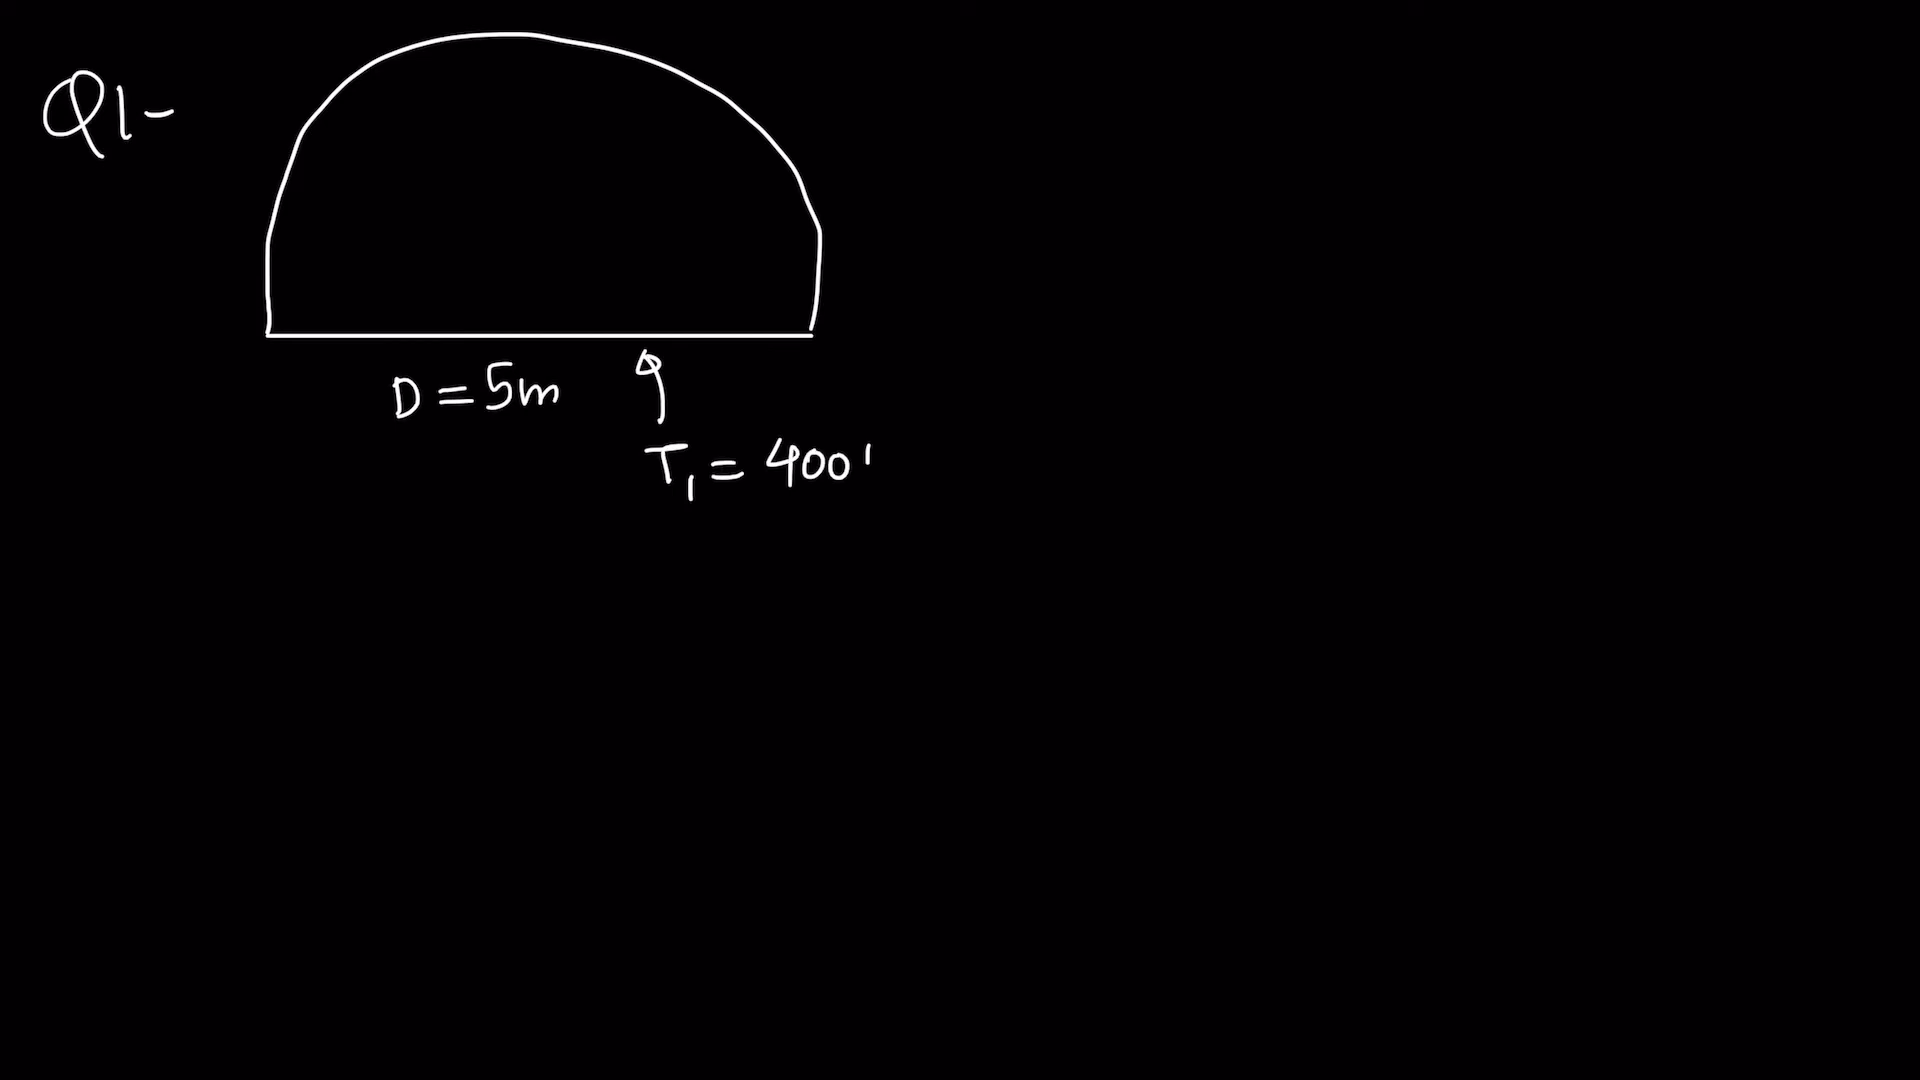 Q1-
D = 5m
T₁ = 400'